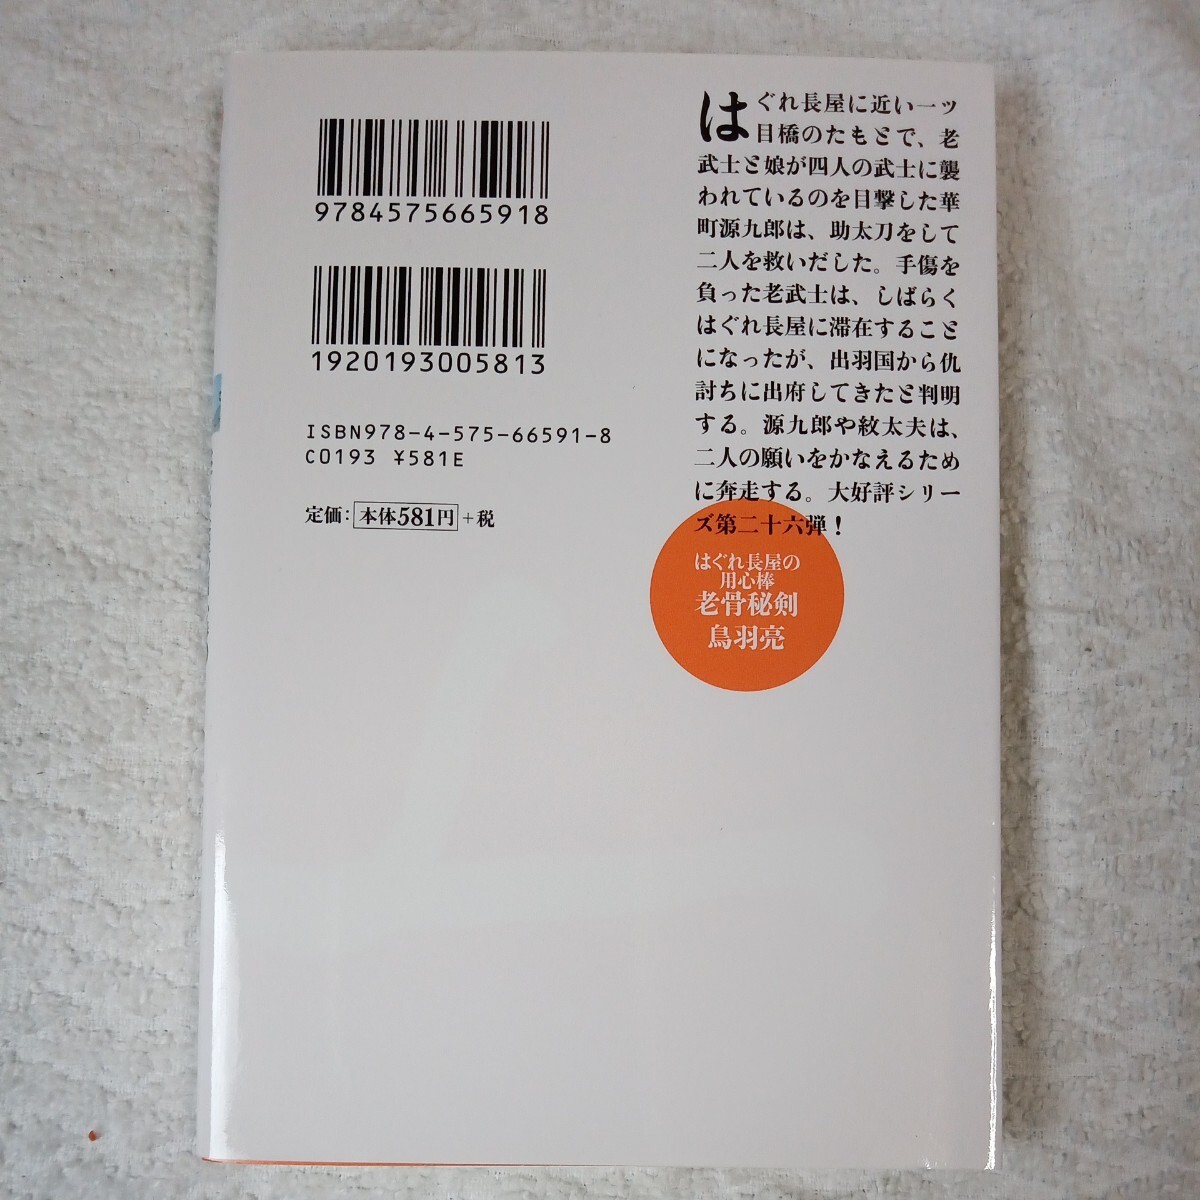 9784575665918
1920193005813
ISBN978-4-575-66591-8
C0193 ¥581E
定価：本体581円+税
はぐれ長屋に近い一ッ
目橋のたもとで、老
武士と娘が四人の武士に襲
われているのを目撃した華
町源九郎は、助太刀をして
二人を救いだした。手傷を
負った老武士は、しばらく
はぐれ長屋に滞在すること
になったが、出羽国から仇
討ちに出府してきたと判明
する。源九郎や紋太夫は、
二人の願いをかなえるため
に奔走する。大好評シリー
ズ第二十六弾！
はぐれ長屋の
用心棒
老骨秘剣
鳥羽亮